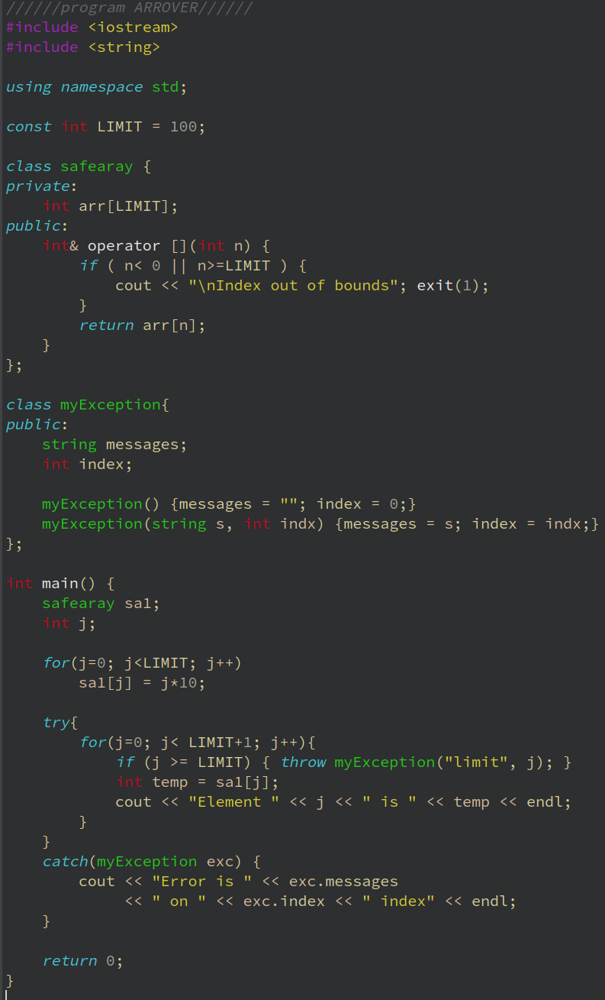 //////program ARROVER//////
#include <iostream>
#include <string>

using namespace std;

const int LIMIT = 100;

class safearay {
private:
    int arr[LIMIT];
public:
    int& operator [](int n) {
        if ( n< 0 || n>=LIMIT ) {
            cout << "\nIndex out of bounds"; exit(1);
        }
        return arr[n];
    }
};

class myException{
public:
    string messages;
    int index;

    myException() {messages = ""; index = 0;}
    myException(string s, int indx) {messages = s; index = indx;}
};

int main() {
    safearay sa1;
    int j;

    for(j=0; j<LIMIT; j++)
        sa1[j] = j*10;

    try{
        for(j=0; j< LIMIT+1; j++){
            if (j >= LIMIT) { throw myException("limit", j); }
            int temp = sa1[j];
            cout << "Element " << j << " is " << temp << endl;
        }
    }
    catch(myException exc) {
        cout << "Error is " << exc.messages
             << " on " << exc.index << " index" << endl;
    }

    return 0;
}